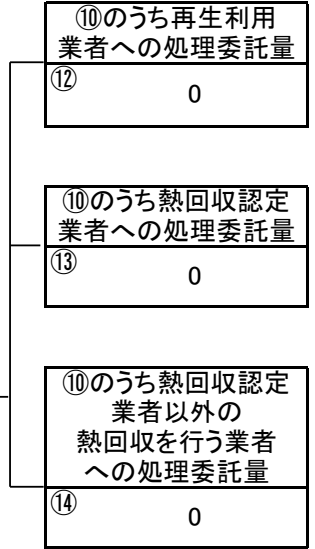 ⑩のうち再生利用
業者への処理委託量
⑫
0
⑩のうち熱回収認定
業者への処理委託量
⑬
0
⑩のうち熱回収認定
業者以外の
熱回収を行う業者
への処理委託量
⑭
0